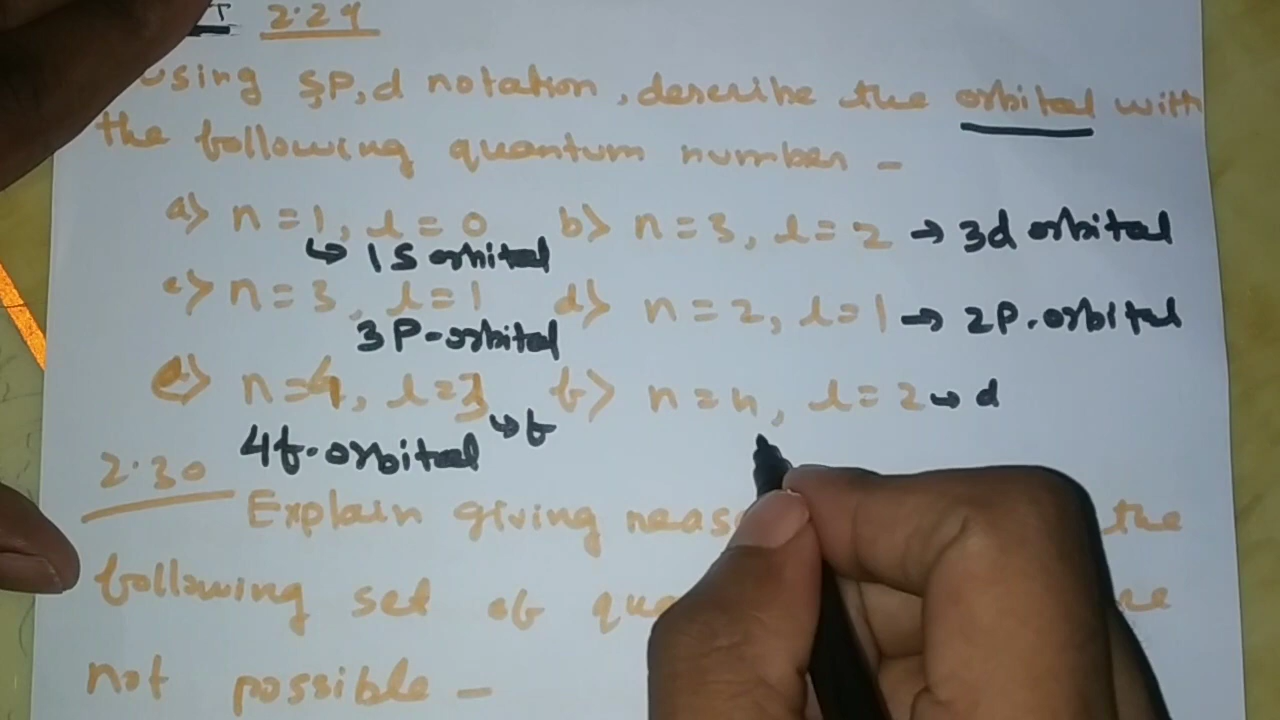 2.29
using s,p,d notation, describe the orbital with
the following quantum number -
a) n=1, l=0 b) n=3, l=2 → 3d orbital
↳ 1s orbital
c) n=3, l=1 d) n=2, l=1 → 2p-orbital
3p-orbital
e) n=4, l=3 f) n=4, l=2 → d
↳ f
4f-orbital
2.30
Explain giving the
following set of
not possible -